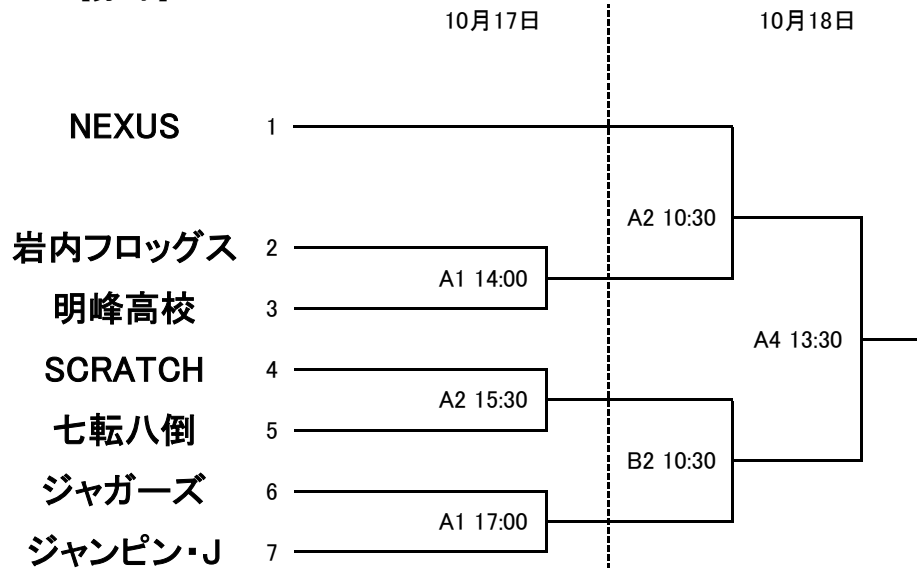 10月17日 10月18日
NEXUS 1
A2 10:30
岩内フロッグス 2
A1 14:00
明峰高校 3
A4 13:30
SCRATCH 4
A2 15:30
七転八倒 5
B2 10:30
ジャガーズ 6
A1 17:00
ジャンピン・J 7